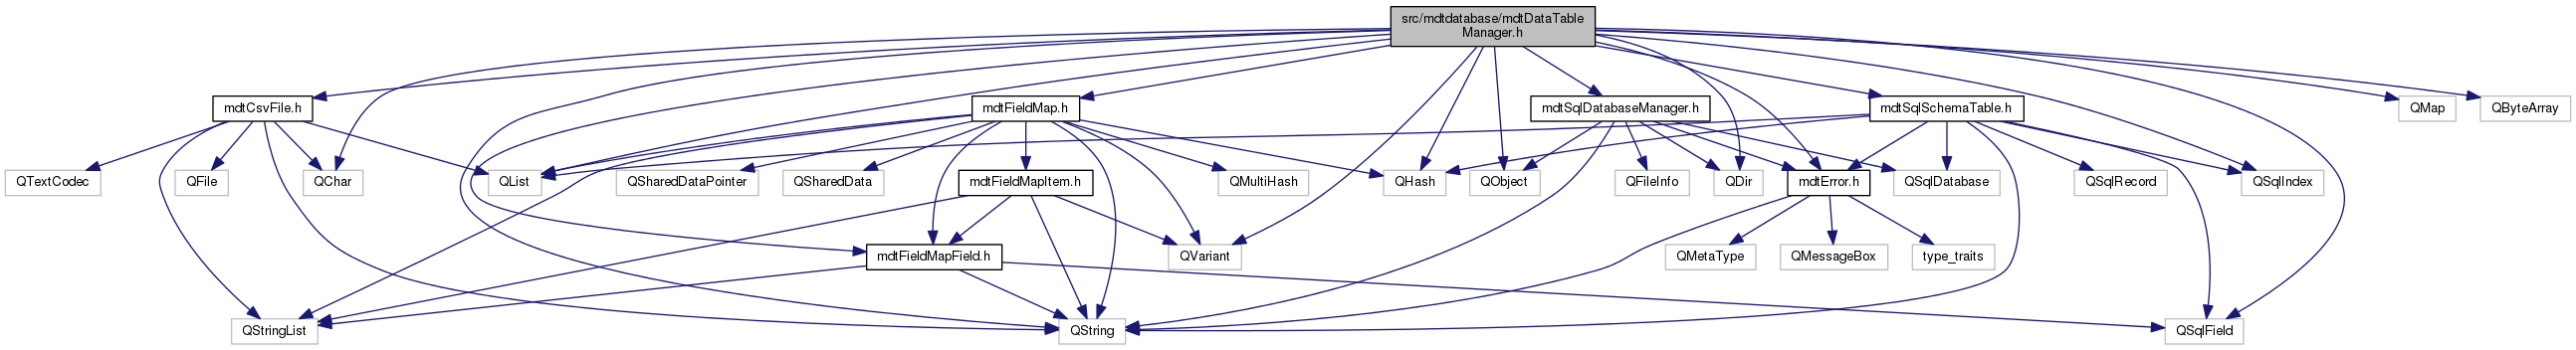 src/mdtdatabase/mdtDataTable
Manager.h
mdtCsvFile.h
mdtFieldMap.h
mdtSqlDatabaseManager.h
mdtSqlSchemaTable.h
QMap
QByteArray
QTextCodec
QFile
QChar
QList
QSharedDataPointer
QSharedData
mdtFieldMapItem.h
QMultiHash
QHash
QObject
QFileInfo
QDir
mdtError.h
QSqlDatabase
QSqlRecord
QSqlIndex
mdtFieldMapField.h
QVariant
QMetaType
QMessageBox
type_traits
QStringList
QString
QSqlField